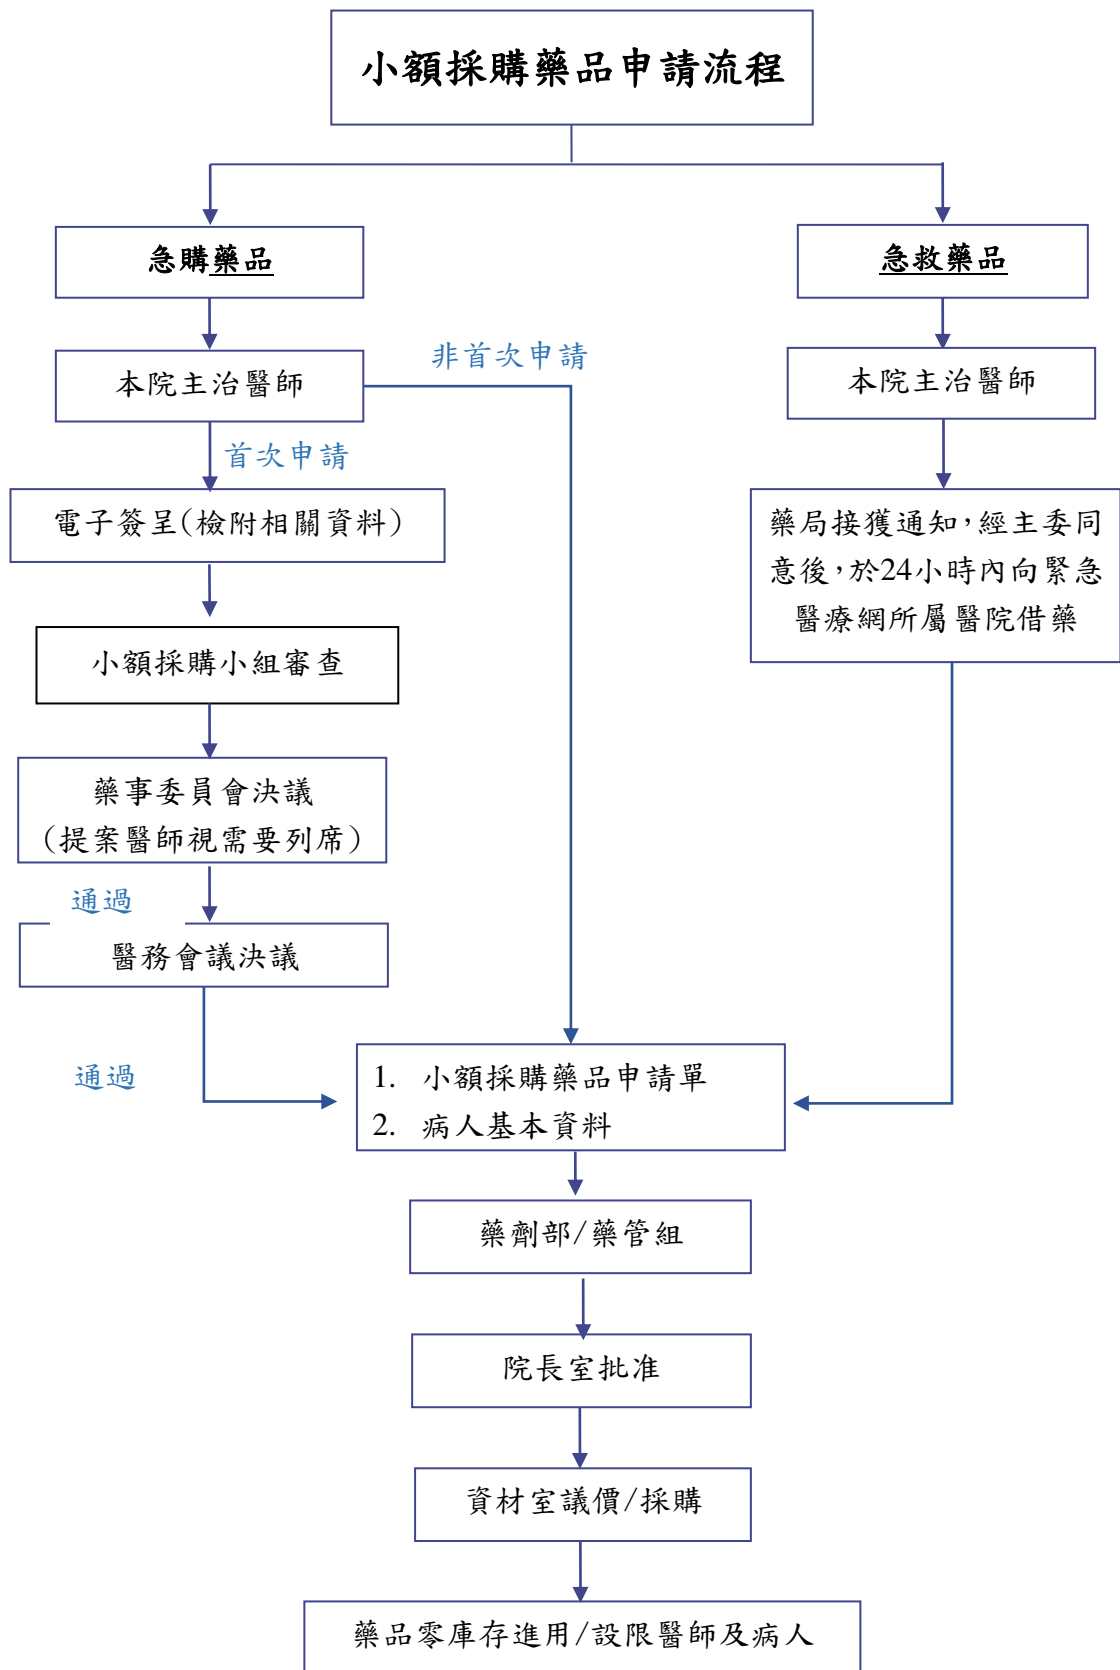 小額採購藥品申請流程
急購藥品
急救藥品
本院主治醫師
非首次申請
本院主治醫師
首次申請
電子簽呈(檢附相關資料)
藥局接獲通知，經主委同
意後，於24小時內向緊急
醫療網所屬醫院借藥
小額採購小組審查
藥事委員會決議
(提案醫師視需要列席)
通過
醫務會議決議
通過
1. 小額採購藥品申請單
2. 病人基本資料
藥劑部/藥管組
院長室批准
資材室議價/採購
藥品零庫存進用/設限醫師及病人